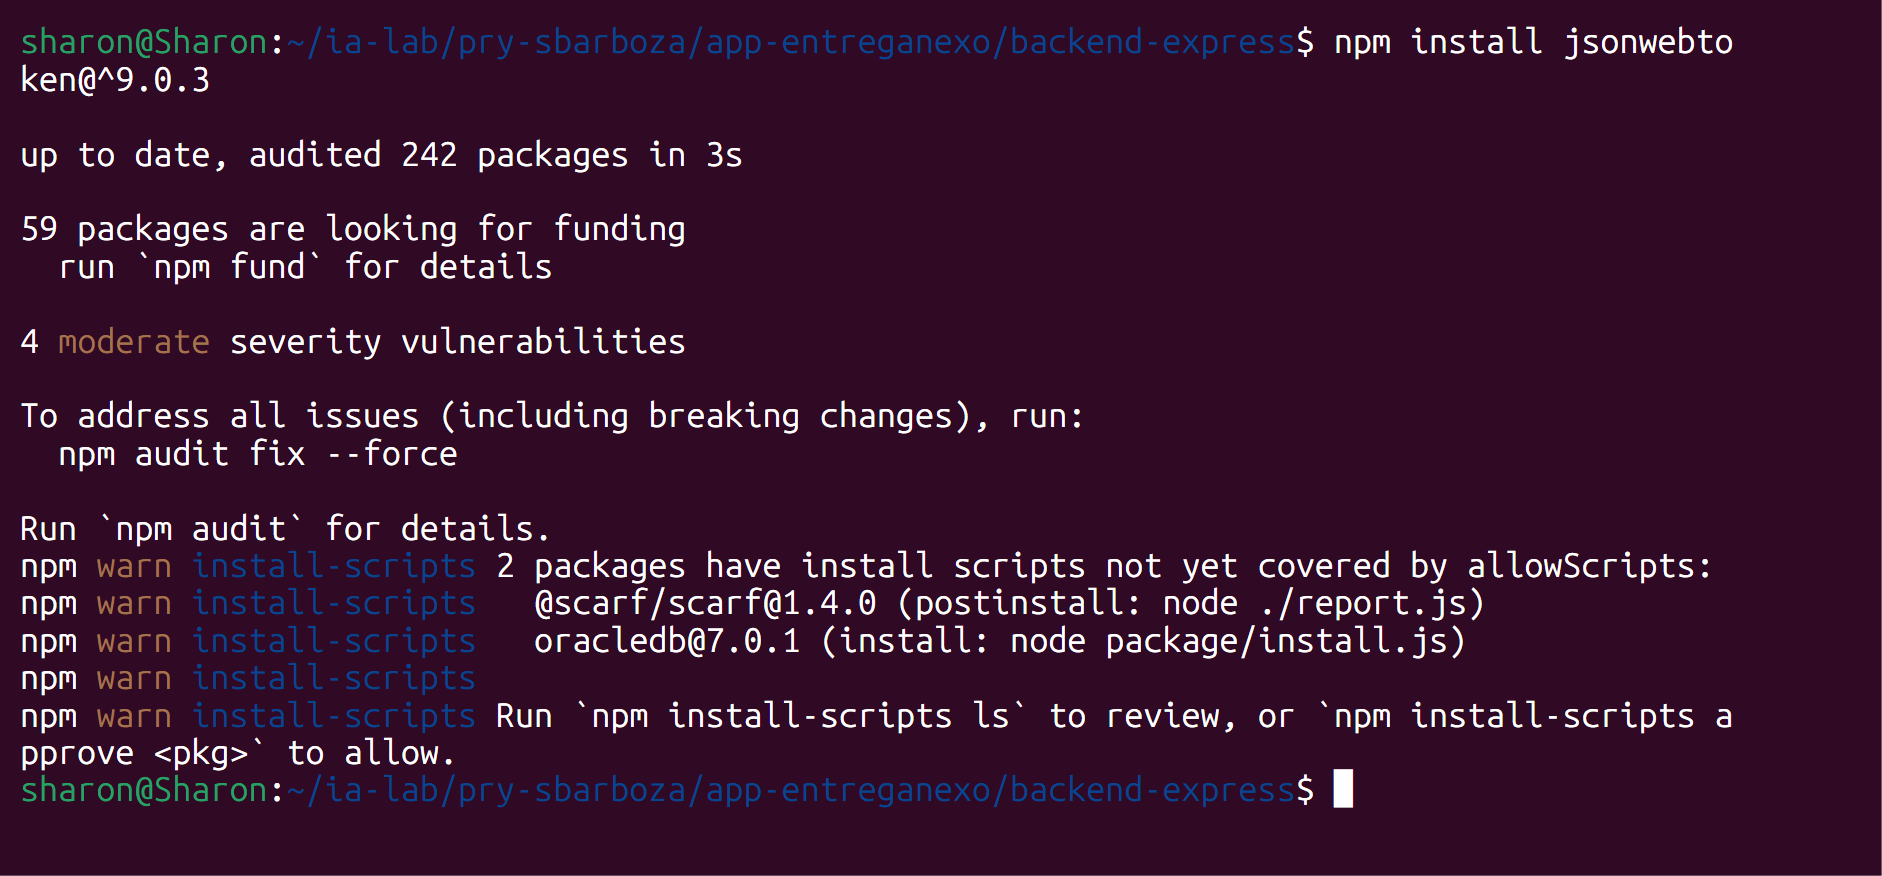 sharon@Sharon:~/ia-lab/pry-sbarboza/app-entreganexo/backend-express$ npm install jsonwebto
ken@^9.0.3

up to date, audited 242 packages in 3s

59 packages are looking for funding
  run `npm fund` for details

4 moderate severity vulnerabilities

To address all issues (including breaking changes), run:
  npm audit fix --force

Run `npm audit` for details.
npm warn install-scripts 2 packages have install scripts not yet covered by allowScripts:
npm warn install-scripts   @scarf/scarf@1.4.0 (postinstall: node ./report.js)
npm warn install-scripts   oracledb@7.0.1 (install: node package/install.js)
npm warn install-scripts
npm warn install-scripts Run `npm install-scripts ls` to review, or `npm install-scripts a
pprove <pkg>` to allow.
sharon@Sharon:~/ia-lab/pry-sbarboza/app-entreganexo/backend-express$